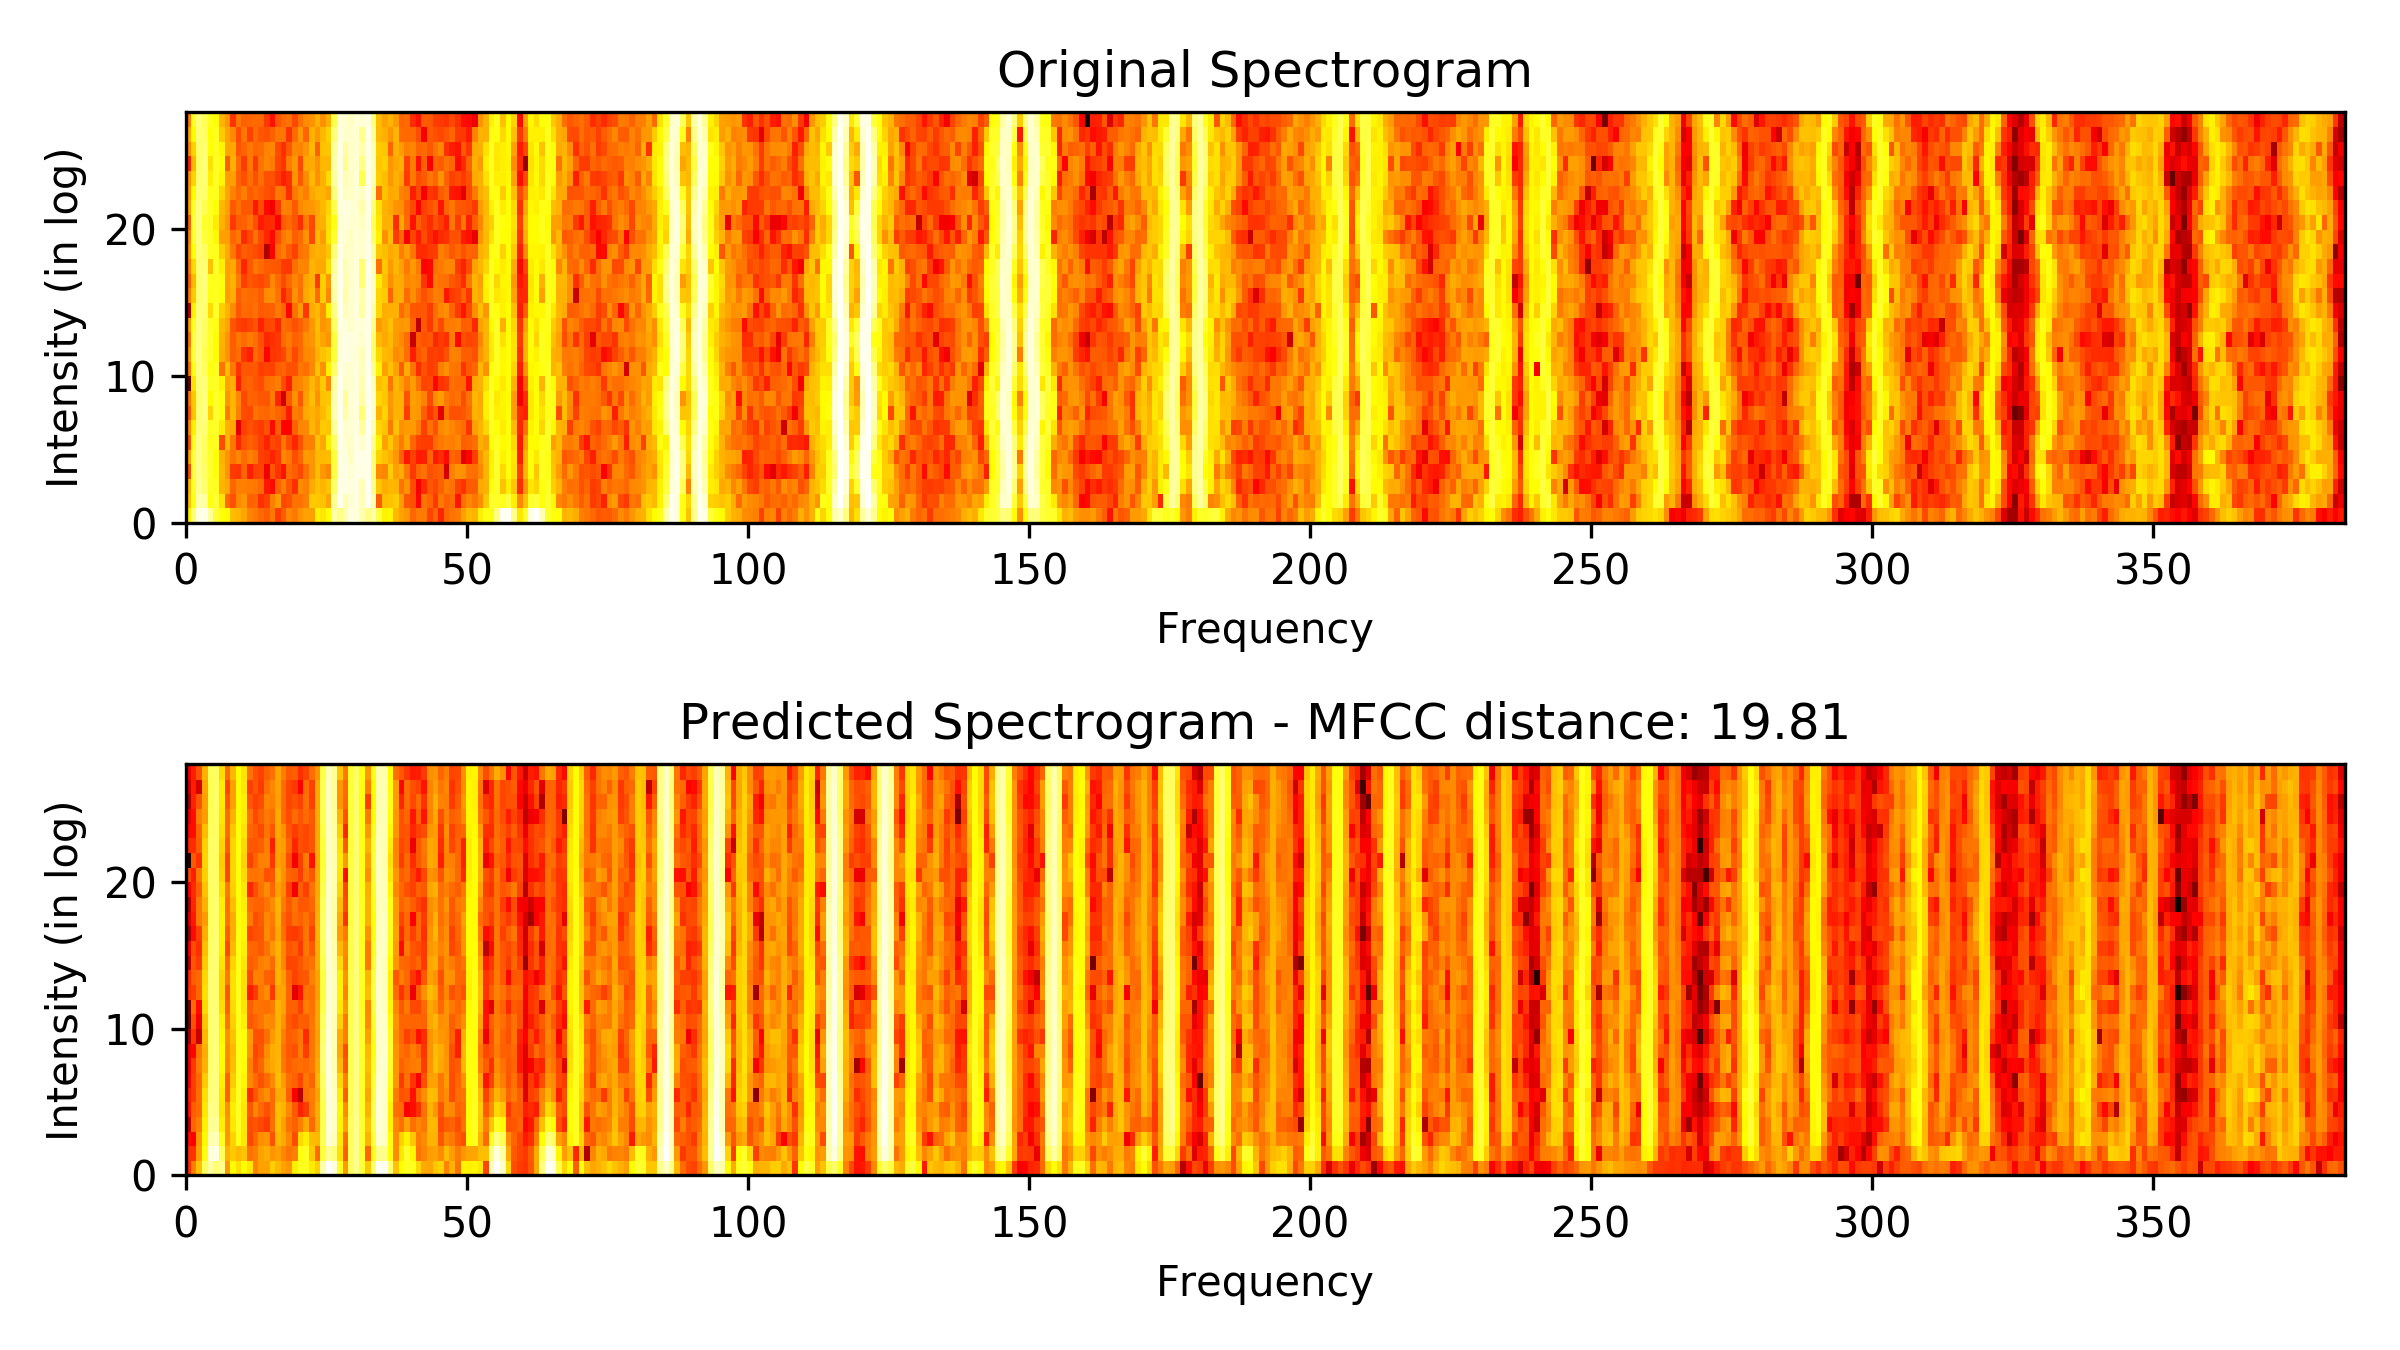 Original Spectrogram
Intensity (in log)
20
10
0
0 50 100 150 200 250 300 350
Frequency
Predicted Spectrogram - MFCC distance: 19.81
Intensity (in log)
20
10
0
0 50 100 150 200 250 300 350
Frequency